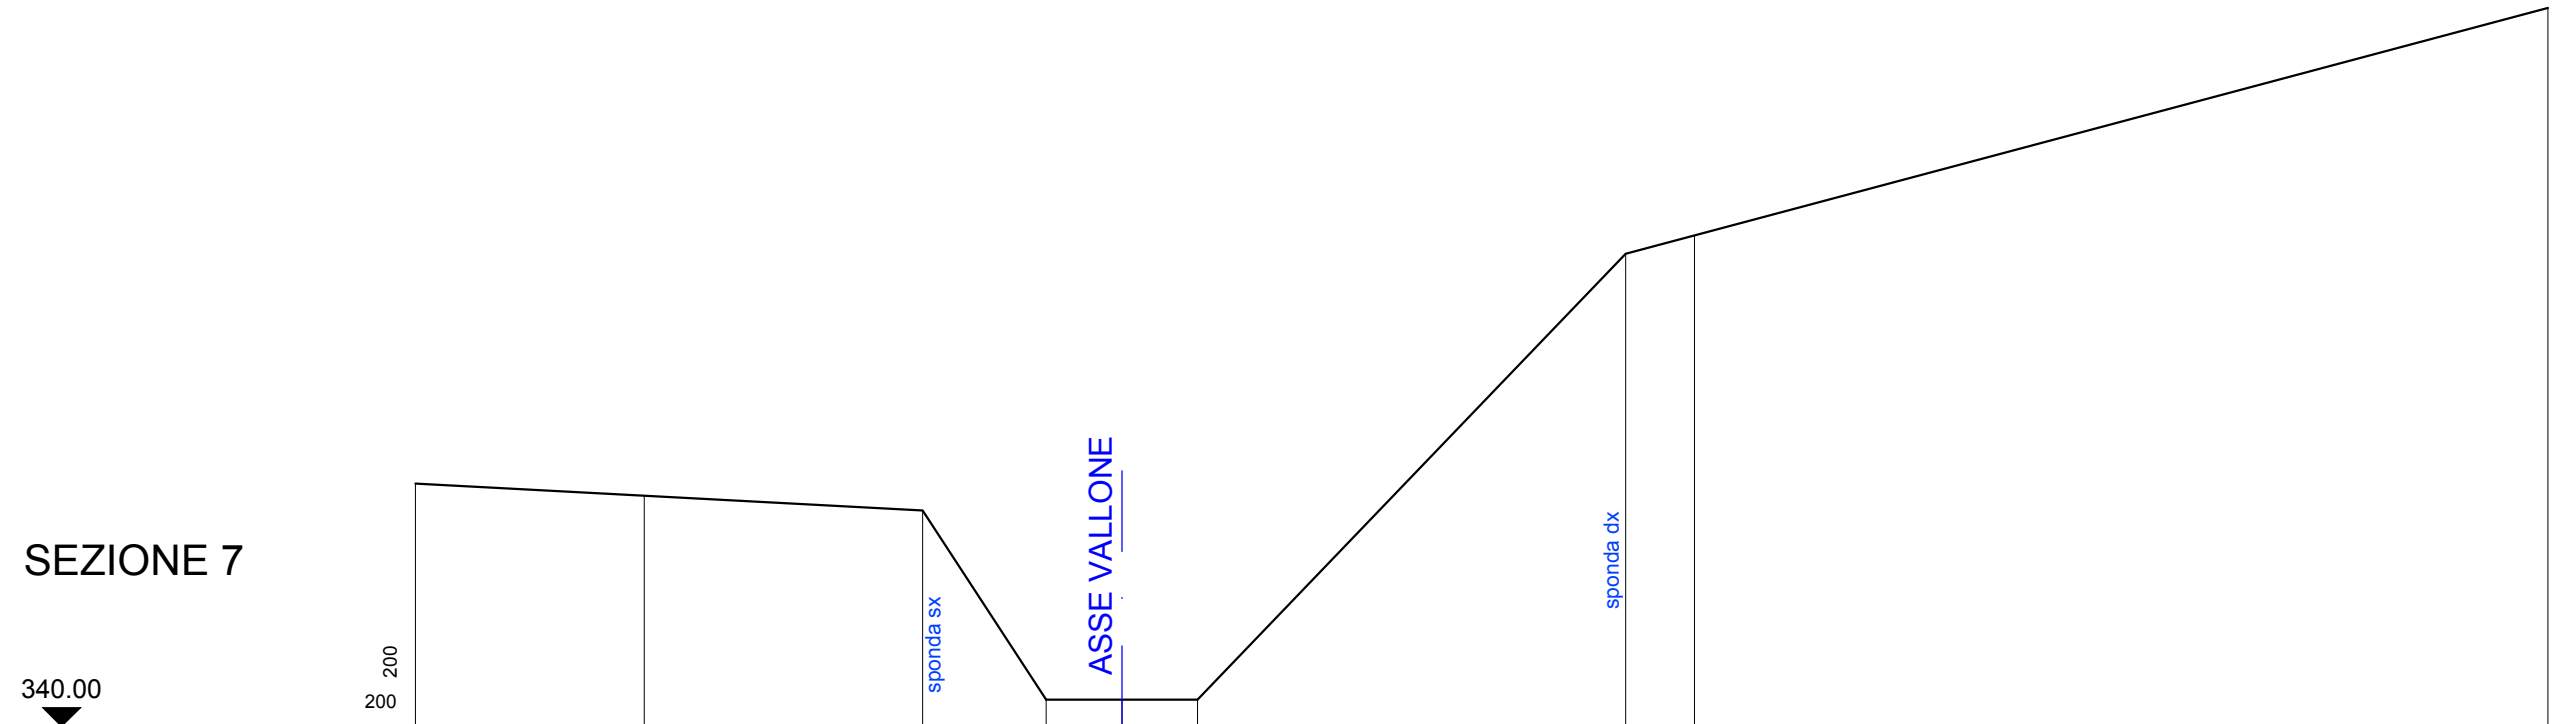 ASSE VALLONE
sponda dx
SEZIONE 7
sponda sx
200
340.00
200